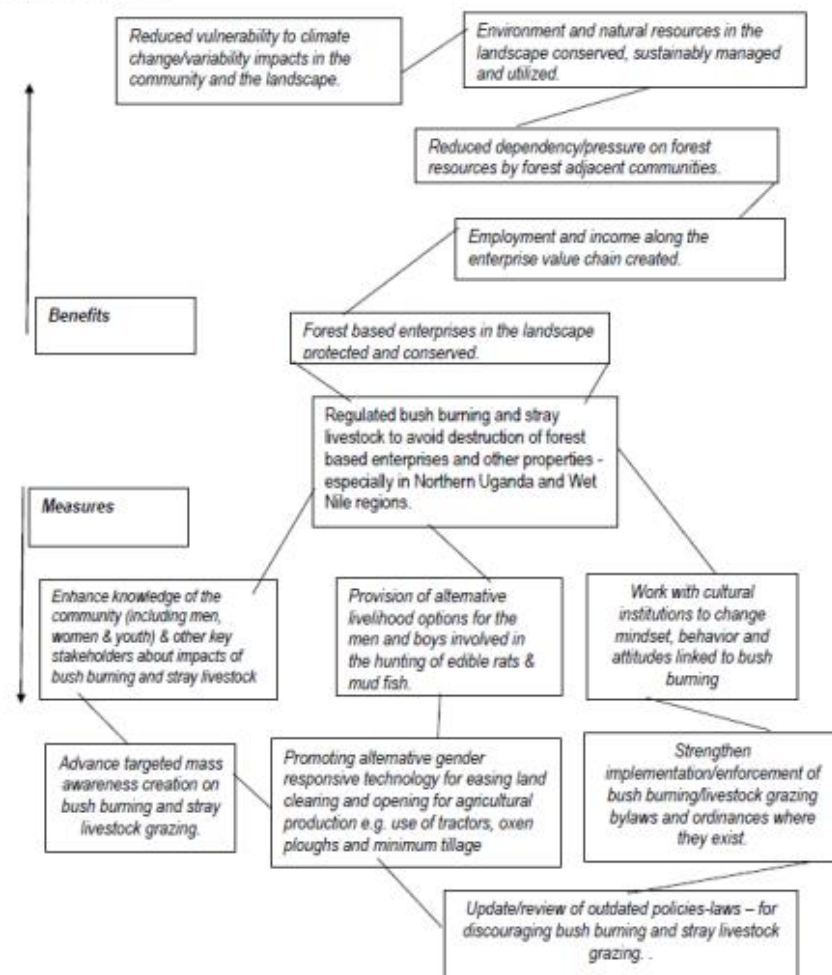 Reduced vulnerability to climate
change/variability impacts in the
community and the landscape.
Environment and natural resources in the
landscape conserved, sustainably managed
and utilized.
Reduced dependency/pressure on forest
resources by forest adjacent communities.
Employment and income along the
enterprise value chain created.
Benefits
Forest based enterprises in the landscape
protected and conserved.
Regulated bush burning and stray
livestock to avoid destruction of forest
based enterprises and other properties -
especially in Northern Uganda and Wet
Nile regions.
Measures
Enhance knowledge of the
community (including men,
women & youth) & other key
stakeholders about impacts of
bush burning and stray livestock
Provision of alternative
livelihood options for the
men and boys involved in
the hunting of edible rats &
mud fish.
Work with cultural
institutions to change
mindset, behavior and
attitudes linked to bush
burning
Advance targeted mass
awareness creation on
bush burning and stray
livestock grazing.
Promoting alternative gender
responsive technology for easing land
clearing and opening for agricultural
production e.g. use of tractors, oxen
ploughs and minimum tillage
Strengthen
implementation/enforcement of
bush burning/livestock grazing
bylaws and ordinances where
they exist.
Update/review of outdated policies-laws – for
discouraging bush burning and stray livestock
grazing. .